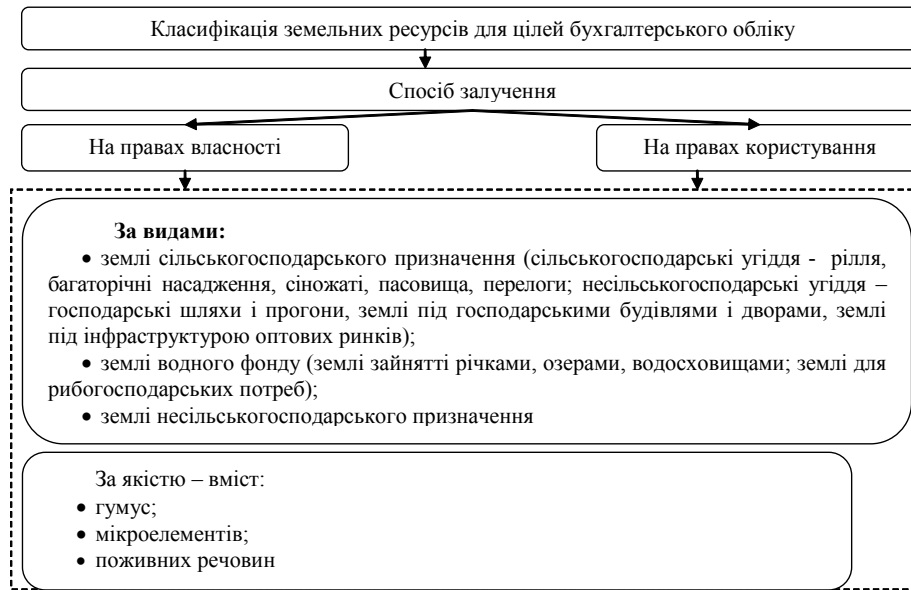 Класифікація земельних ресурсів для цілей бухгалтерського обліку
Спосіб залучення
На правах власності
На правах користування
За видами:
• землі сільськогосподарського призначення (сільськогосподарські угіддя - рілля,
багаторічні насадження, сіножаті, пасовища, перелоги; несільськогосподарські угіддя –
господарські шляхи і прогони, землі під господарськими будівлями і дворами, землі
під інфраструктурою оптових ринків);
• землі водного фонду (землі зайнятті річками, озерами, водосховищами; землі для
рибогосподарських потреб);
• землі несільськогосподарського призначення
За якістю – вміст:
• гумус;
• мікроелементів;
• поживних речовин